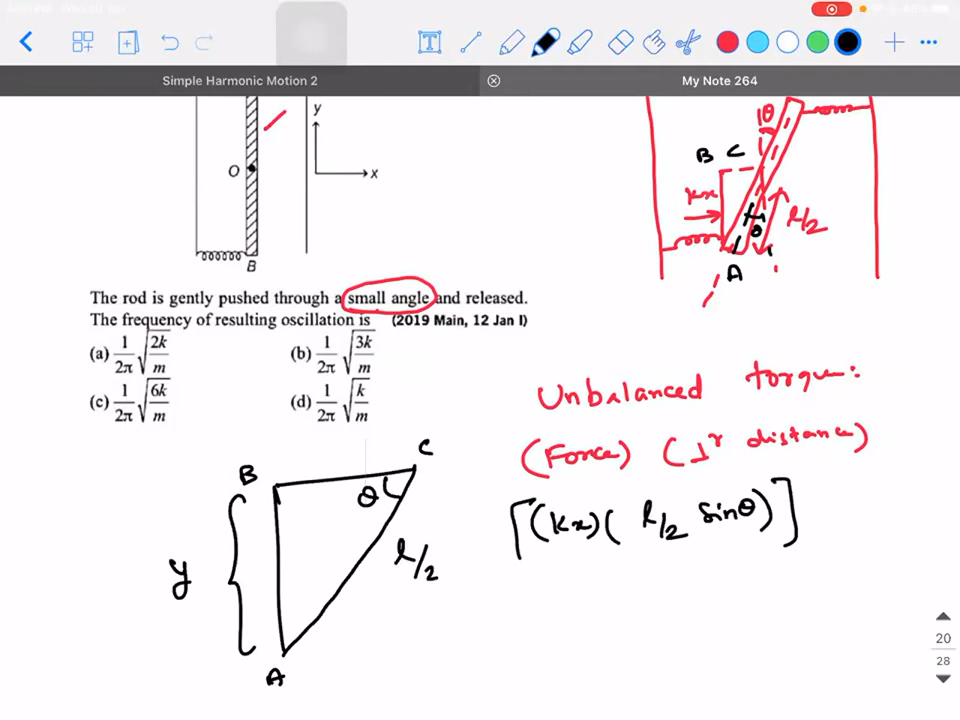 Simple Harmonic Motion 2
My Note 264
y
x
O
B
The rod is gently pushed through a small angle and released.
The frequency of resulting oscillation is (2019 Main, 12 Jan I)
(a) 1/2π √2k/m
(b) 1/2π √3k/m
(c) 1/2π √6k/m
(d) 1/2π √k/m
θ
B C
kx
l/2
θ
A
Unbalanced torque:
(Force) (⊥r distance)
[(kx)( l/2 sinθ)]
B
C
θ
y
l/2
A
20
28